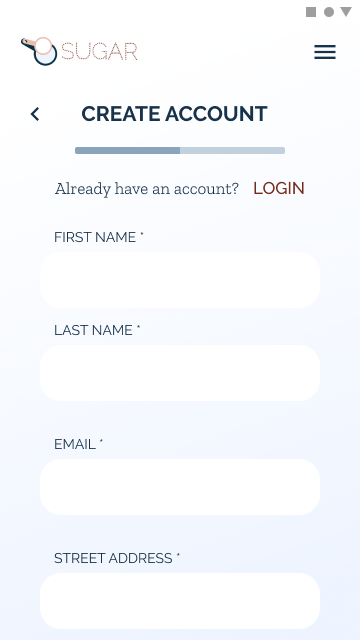 SUGAR
CREATE ACCOUNT
Already have an account? LOGIN
FIRST NAME *
LAST NAME *
EMAIL *
STREET ADDRESS *